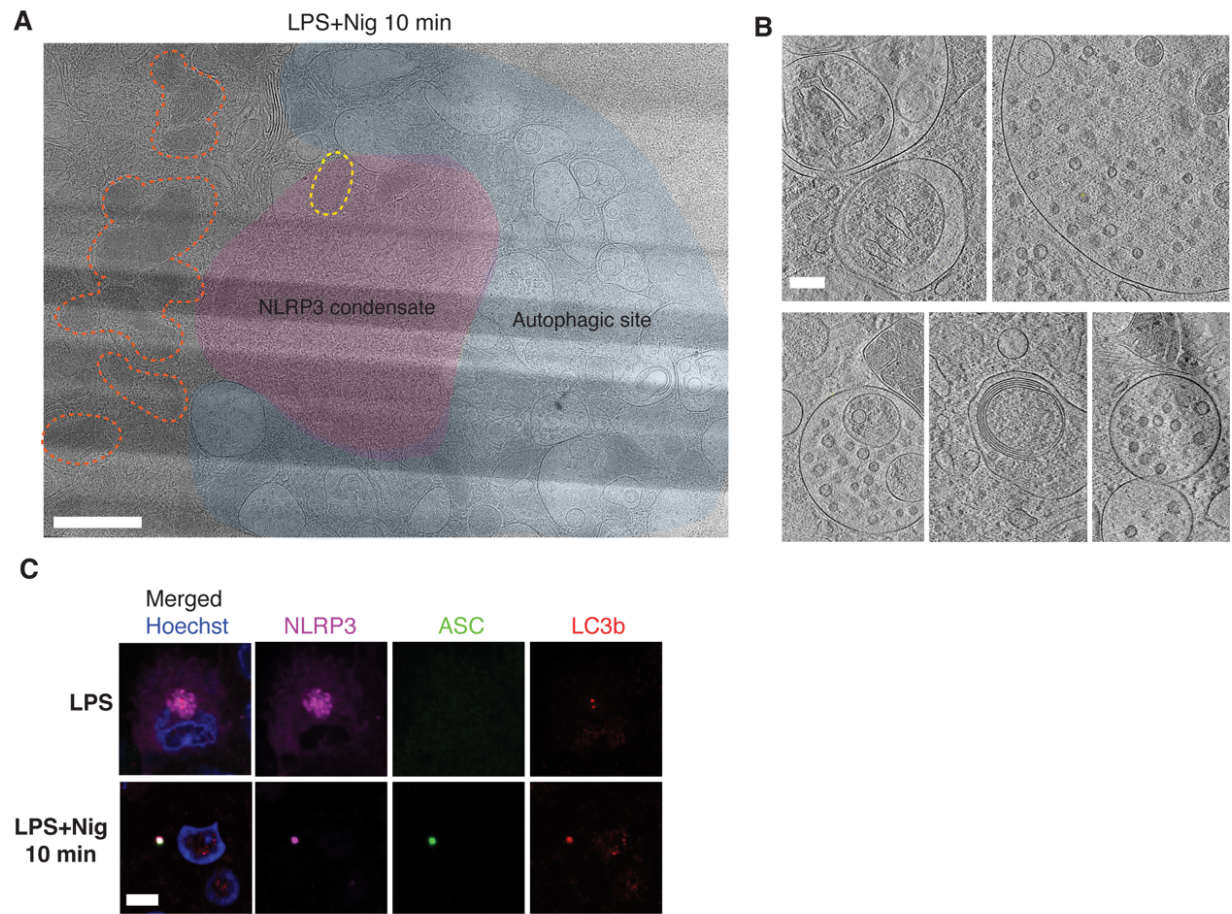 A
LPS+Nig 10 min
NLRP3 condensate
Autophagic site
B
C
Merged
Hoechst NLRP3 ASC LC3b
LPS
LPS+Nig
10 min